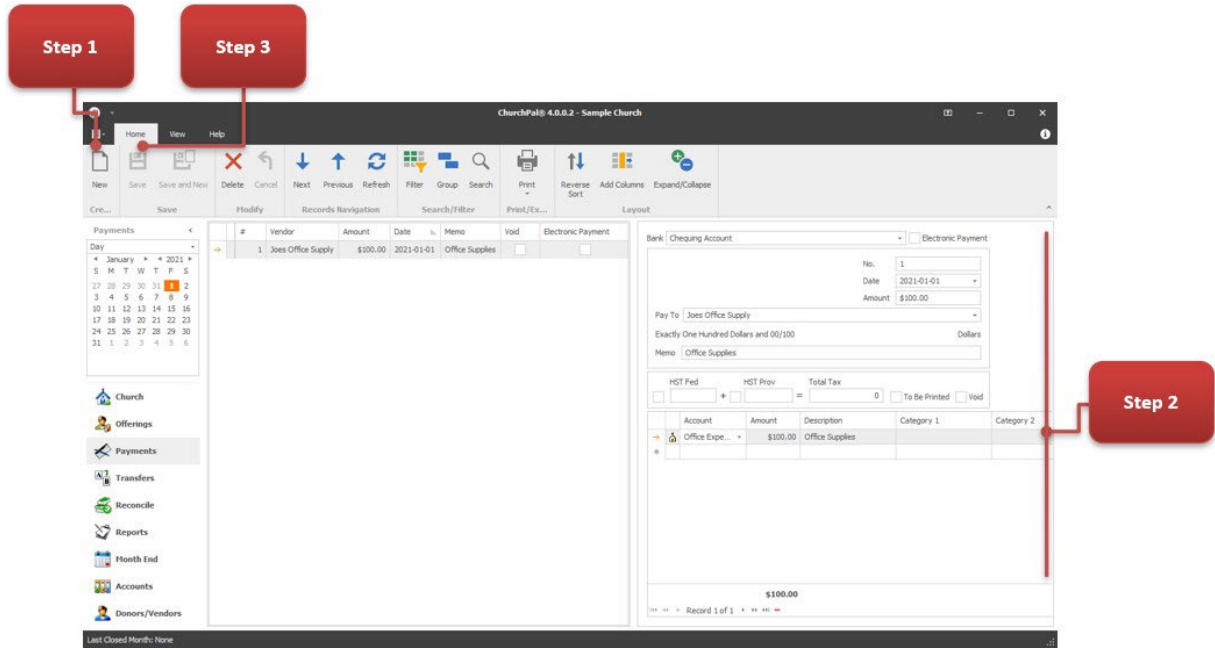 Step 1
Step 3
ChurchPal® 4.0.0.2 - Sample Church
Home View Help
New Save Save and New Delete Cancel Next Previous Refresh Filter Group Search Print Reverse Sort Add Columns Expand/Collapse
Cre... Save Modify Records Navigation Search/Filter Print/Ex... Layout
Payments
Day
January 2021
S M T W T F S
27 28 29 30 31 1 2
3 4 5 6 7 8 9
10 11 12 13 14 15 16
17 18 19 20 21 22 23
24 25 26 27 28 29 30
31 1 2 3 4 5 6
Church
Offerings
Payments
Transfers
Reconcile
Reports
Month End
Accounts
Donors/Vendors
# Vendor Amount Date Memo Void Electronic Payment
1 Joes Office Supply $100.00 2021-01-01 Office Supplies
Bank Chequing Account Electronic Payment
No. 1
Date 2021-01-01
Amount $100.00
Pay To Joes Office Supply
Exactly One Hundred Dollars and 00/100 Dollars
Memo Office Supplies
HST Fed HST Prov Total Tax
+ = 0 To Be Printed Void
Account Amount Description Category 1 Category 2
Office Expe... $100.00 Office Supplies
$100.00
Record 1 of 1
Step 2
Last Closed Month: None